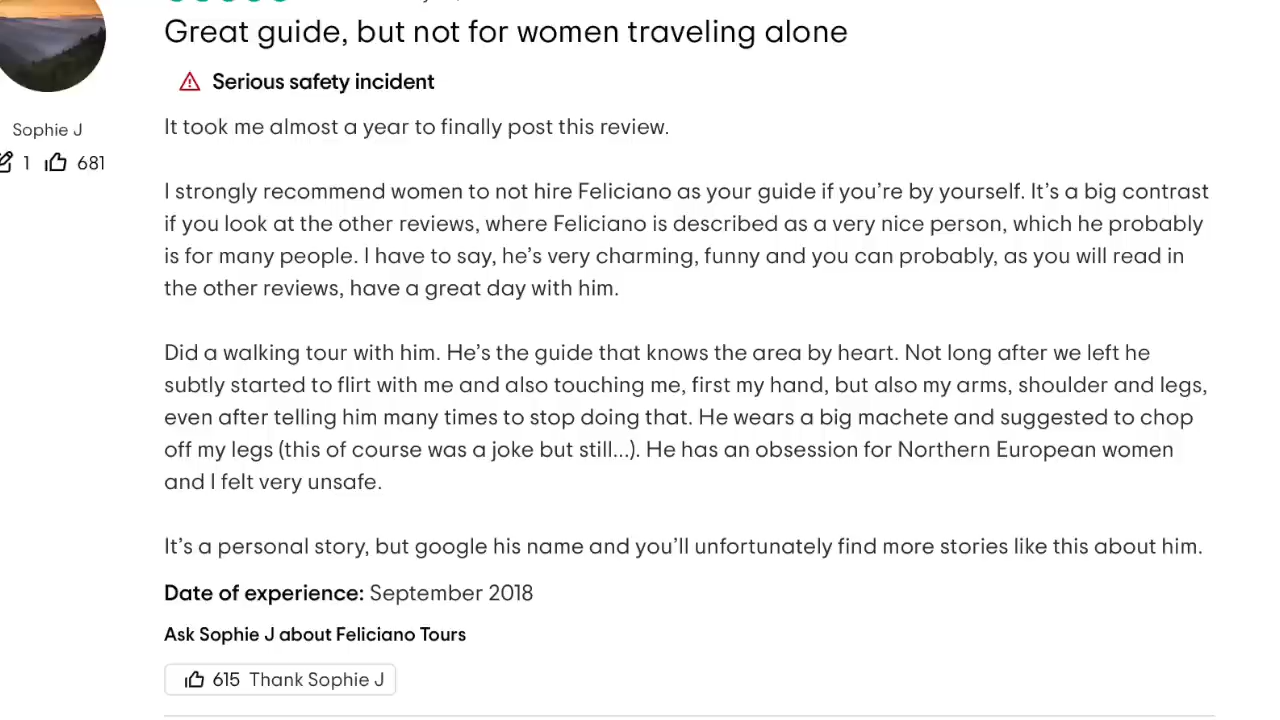 Great guide, but not for women traveling alone
Serious safety incident
Sophie J
1 681
It took me almost a year to finally post this review.
I strongly recommend women to not hire Feliciano as your guide if you’re by yourself. It’s a big contrast
if you look at the other reviews, where Feliciano is described as a very nice person, which he probably
is for many people. I have to say, he’s very charming, funny and you can probably, as you will read in
the other reviews, have a great day with him.
Did a walking tour with him. He’s the guide that knows the area by heart. Not long after we left he
subtly started to flirt with me and also touching me, first my hand, but also my arms, shoulder and legs,
even after telling him many times to stop doing that. He wears a big machete and suggested to chop
off my legs (this of course was a joke but still...). He has an obsession for Northern European women
and I felt very unsafe.
It’s a personal story, but google his name and you’ll unfortunately find more stories like this about him.
Date of experience: September 2018
Ask Sophie J about Feliciano Tours
615 Thank Sophie J